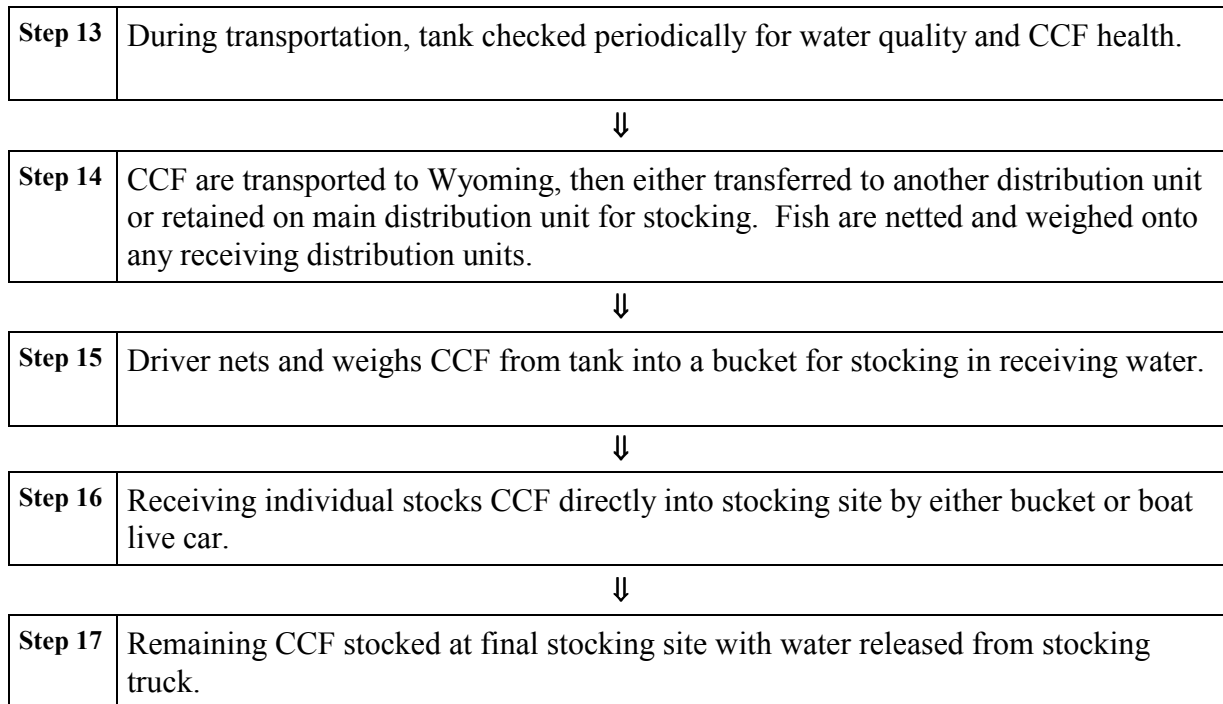 Step 13 During transportation, tank checked periodically for water quality and CCF health.
⇓
Step 14 CCF are transported to Wyoming, then either transferred to another distribution unit
or retained on main distribution unit for stocking.  Fish are netted and weighed onto
any receiving distribution units.
⇓
Step 15 Driver nets and weighs CCF from tank into a bucket for stocking in receiving water.
⇓
Step 16 Receiving individual stocks CCF directly into stocking site by either bucket or boat
live car.
⇓
Step 17 Remaining CCF stocked at final stocking site with water released from stocking
truck.